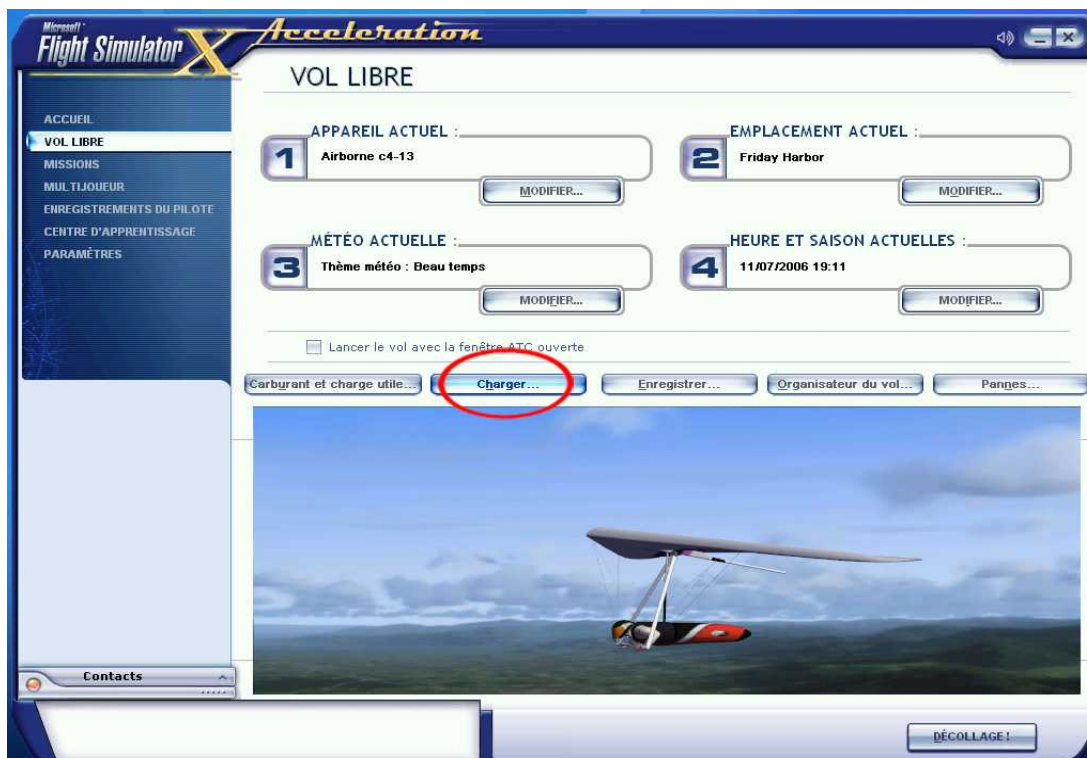 Microsoft
Flight Simulator X
Acceleration
VOL LIBRE
ACCUEIL
VOL LIBRE
MISSIONS
MULTIJOUEUR
ENREGISTREMENTS DU PILOTE
CENTRE D'APPRENTISSAGE
PARAMÈTRES
1
APPAREIL ACTUEL :
Airborne c4-13
MODIFIER...
2
EMPLACEMENT ACTUEL :
Friday Harbor
MODIFIER...
3
MÉTÉO ACTUELLE :
Thème météo : Beau temps
MODIFIER...
4
HEURE ET SAISON ACTUELLES :
11/07/2006 19:11
MODIFIER...
Lancer le vol avec la fenêtre ATC ouverte
Carburant et charge utile...
Charger...
Enregistrer...
Organisateur du vol...
Pannes...
Contacts
DÉCOLLAGE !